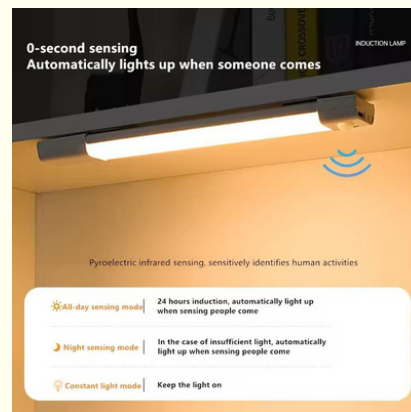 0-second sensing
INDUCTION LAMP
Automatically lights up when someone comes
CROSSOVER
Pyroelectric infrared sensing, sensitively identifies human activities
All-day sensing mode
24 hours induction, automatically light up
when sensing people come
Night sensing mode
In the case of insufficient light, automatically
light up when sensing people come
Constant light mode
Keep the light on